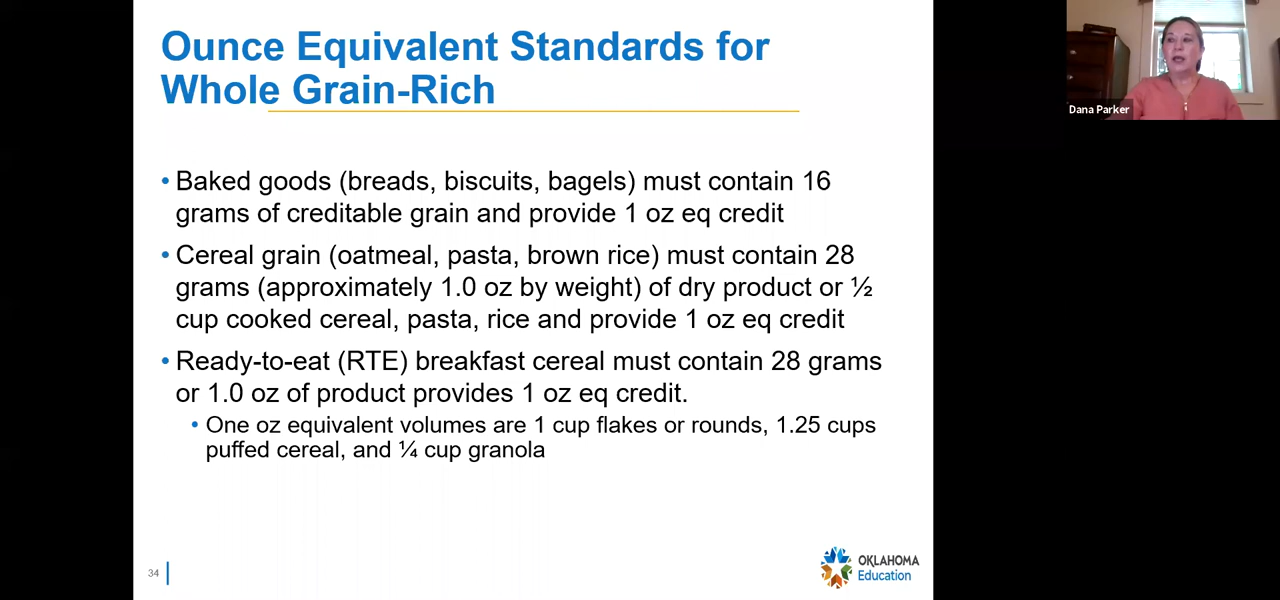 Ounce Equivalent Standards for
Whole Grain-Rich
• Baked goods (breads, biscuits, bagels) must contain 16
grams of creditable grain and provide 1 oz eq credit
• Cereal grain (oatmeal, pasta, brown rice) must contain 28
grams (approximately 1.0 oz by weight) of dry product or ½
cup cooked cereal, pasta, rice and provide 1 oz eq credit
• Ready-to-eat (RTE) breakfast cereal must contain 28 grams
or 1.0 oz of product provides 1 oz eq credit.
• One oz equivalent volumes are 1 cup flakes or rounds, 1.25 cups
puffed cereal, and ¼ cup granola
34
OKLAHOMA
Education
Dana Parker